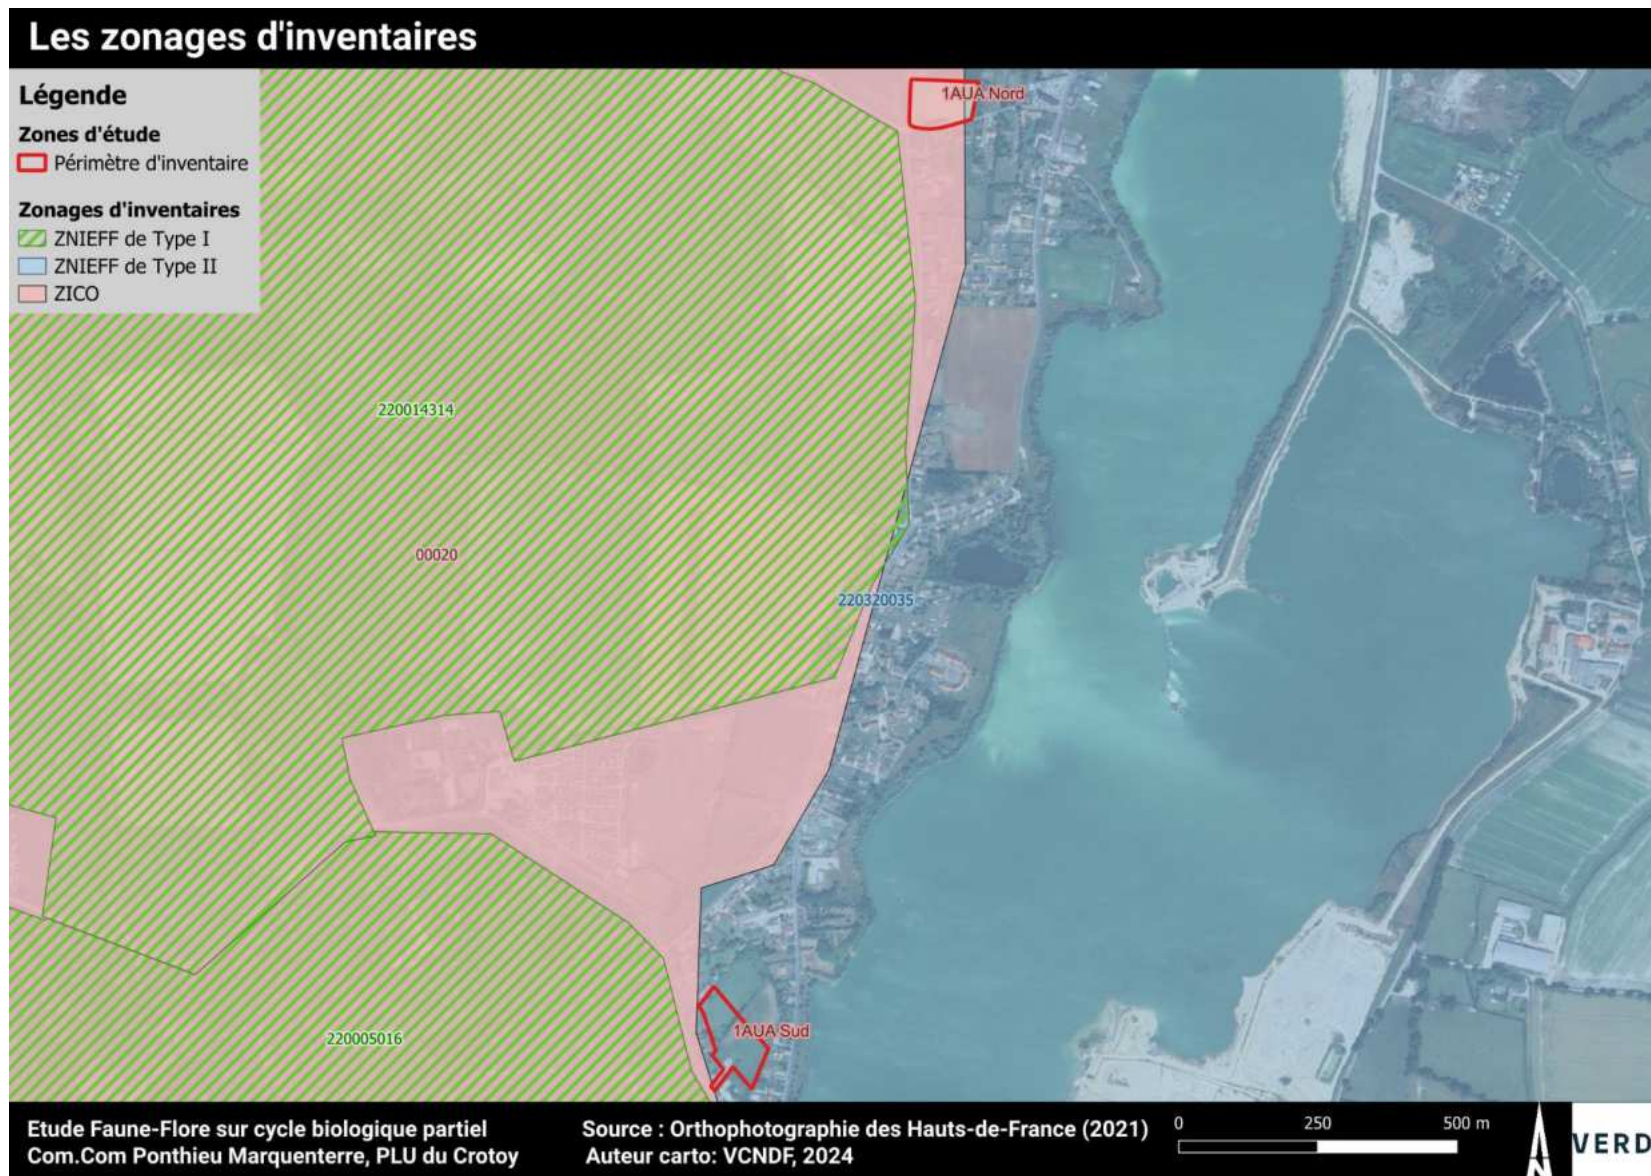 Les zonages d'inventaires
Légende
Zones d'étude
Périmètre d'inventaire
Zonages d'inventaires
ZNIEFF de Type I
ZNIEFF de Type II
ZICO
1AUA Nord
220014314
00020
220320035
220005016
1AUA Sud
Etude Faune-Flore sur cycle biologique partiel
Com.Com Ponthieu Marquenterre, PLU du Crotoy
Source : Orthophotographie des Hauts-de-France (2021)
Auteur carto: VCNDF, 2024
0 250 500 m
N
VERD